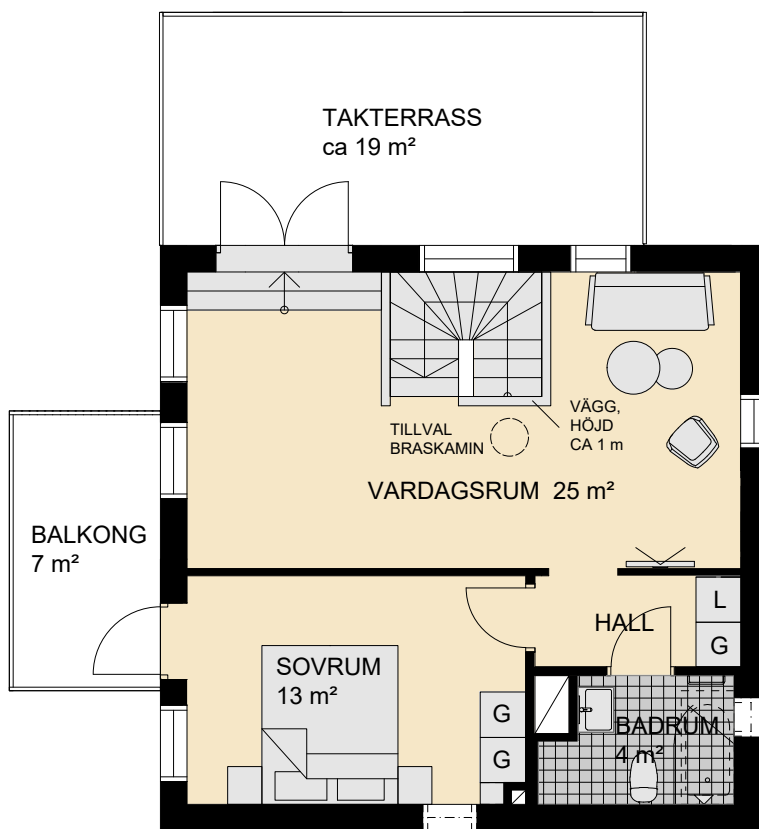 TAKTERRASS
ca 19 m²
TILLVAL
BRASKAMIN
VÄGG,
HÖJD
CA 1 m
VARDAGSRUM 25 m²
BALKONG
7 m²
L
HALL
G
SOVRUM
13 m²
G
G
BADRUM
4 m²